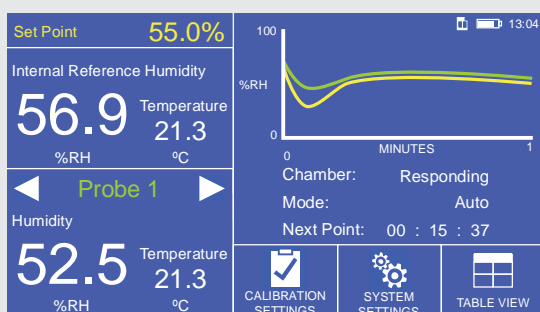 Set Point 55.0%
Internal Reference Humidity
56.9
%RH
Temperature
21.3
ºC
Probe 1
Humidity
52.5
%RH
Temperature
21.3
ºC
13:04
100
%RH
0
0 MINUTES 1
Chamber: Responding
Mode: Auto
Next Point: 00 : 15 : 37
CALIBRATION
SETTINGS
SYSTEM
SETTINGS
TABLE VIEW